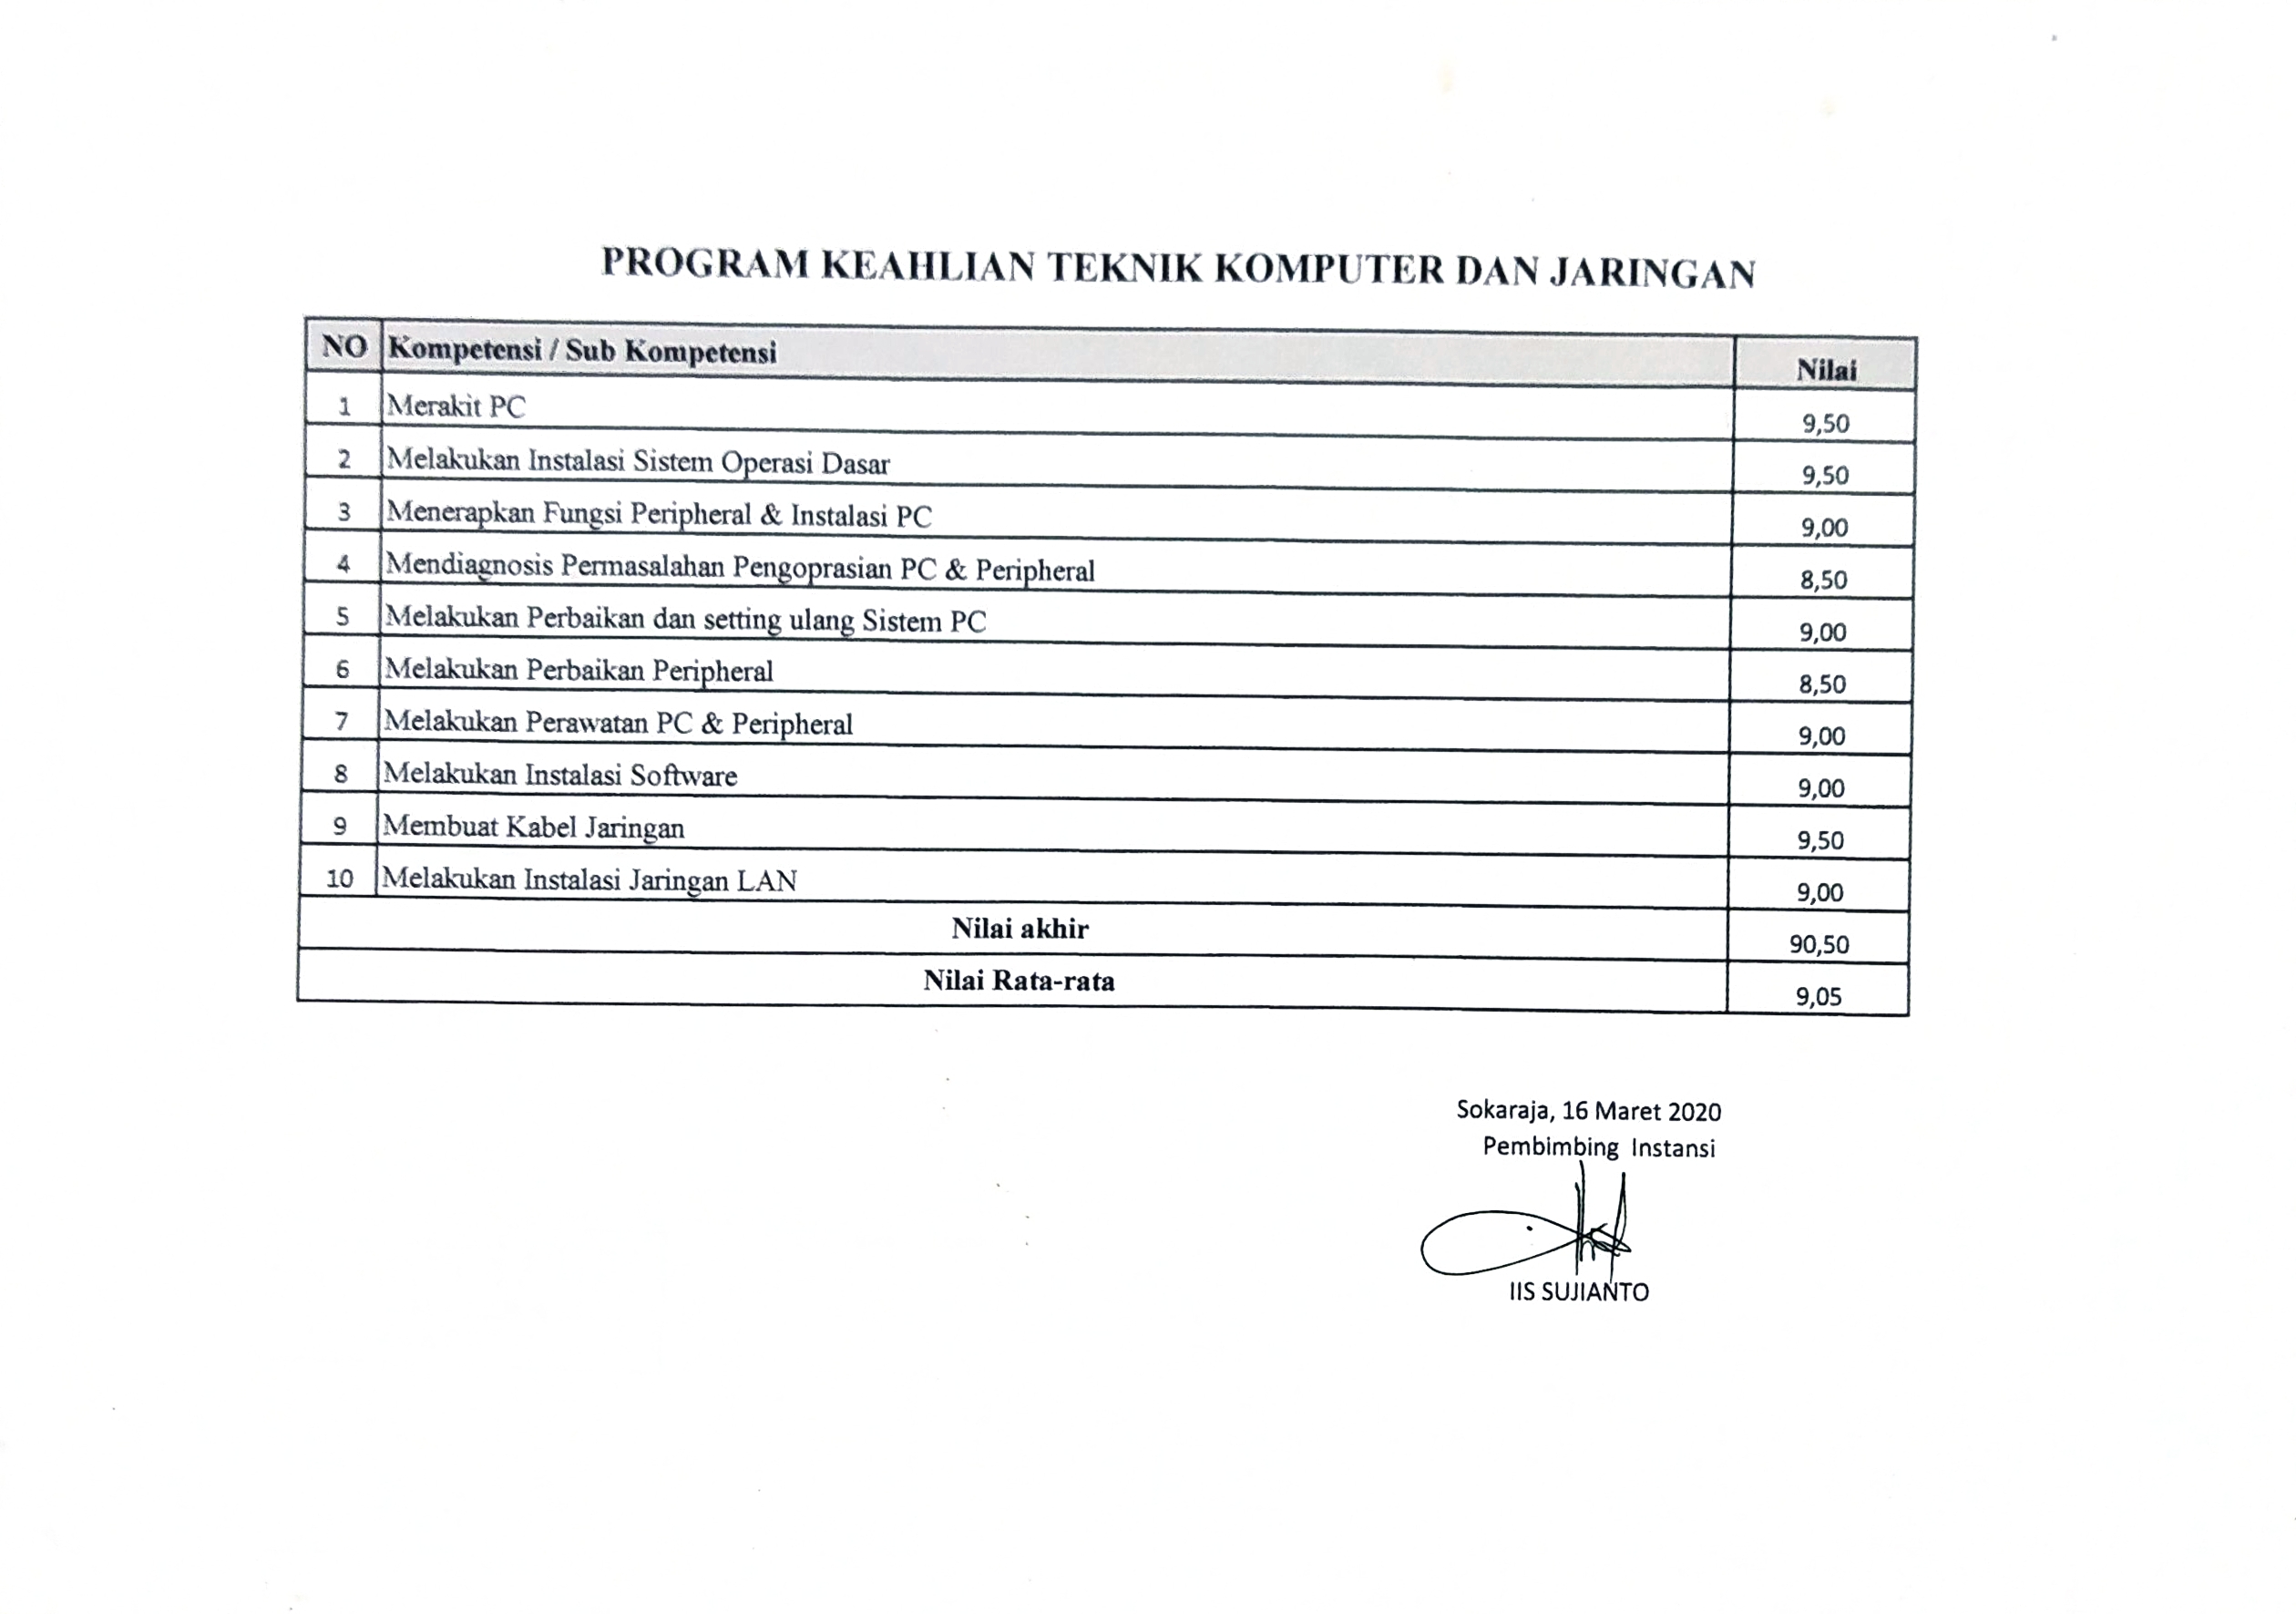 PROGRAM KEAHLIAN TEKNIK KOMPUTER DAN JARINGAN
NO Kompetensi / Sub Kompetensi Nilai
1 Merakit PC 9,50
2 Melakukan Instalasi Sistem Operasi Dasar 9,50
3 Menerapkan Fungsi Peripheral & Instalasi PC 9,00
4 Mendiagnosis Permasalahan Pengoprasian PC & Peripheral 8,50
5 Melakukan Perbaikan dan setting ulang Sistem PC 9,00
6 Melakukan Perbaikan Peripheral 8,50
7 Melakukan Perawatan PC & Peripheral 9,00
8 Melakukan Instalasi Software 9,00
9 Membuat Kabel Jaringan 9,50
10 Melakukan Instalasi Jaringan LAN 9,00
Nilai akhir 90,50
Nilai Rata-rata 9,05
Sokaraja, 16 Maret 2020
Pembimbing Instansi
IIS SUJIANTO